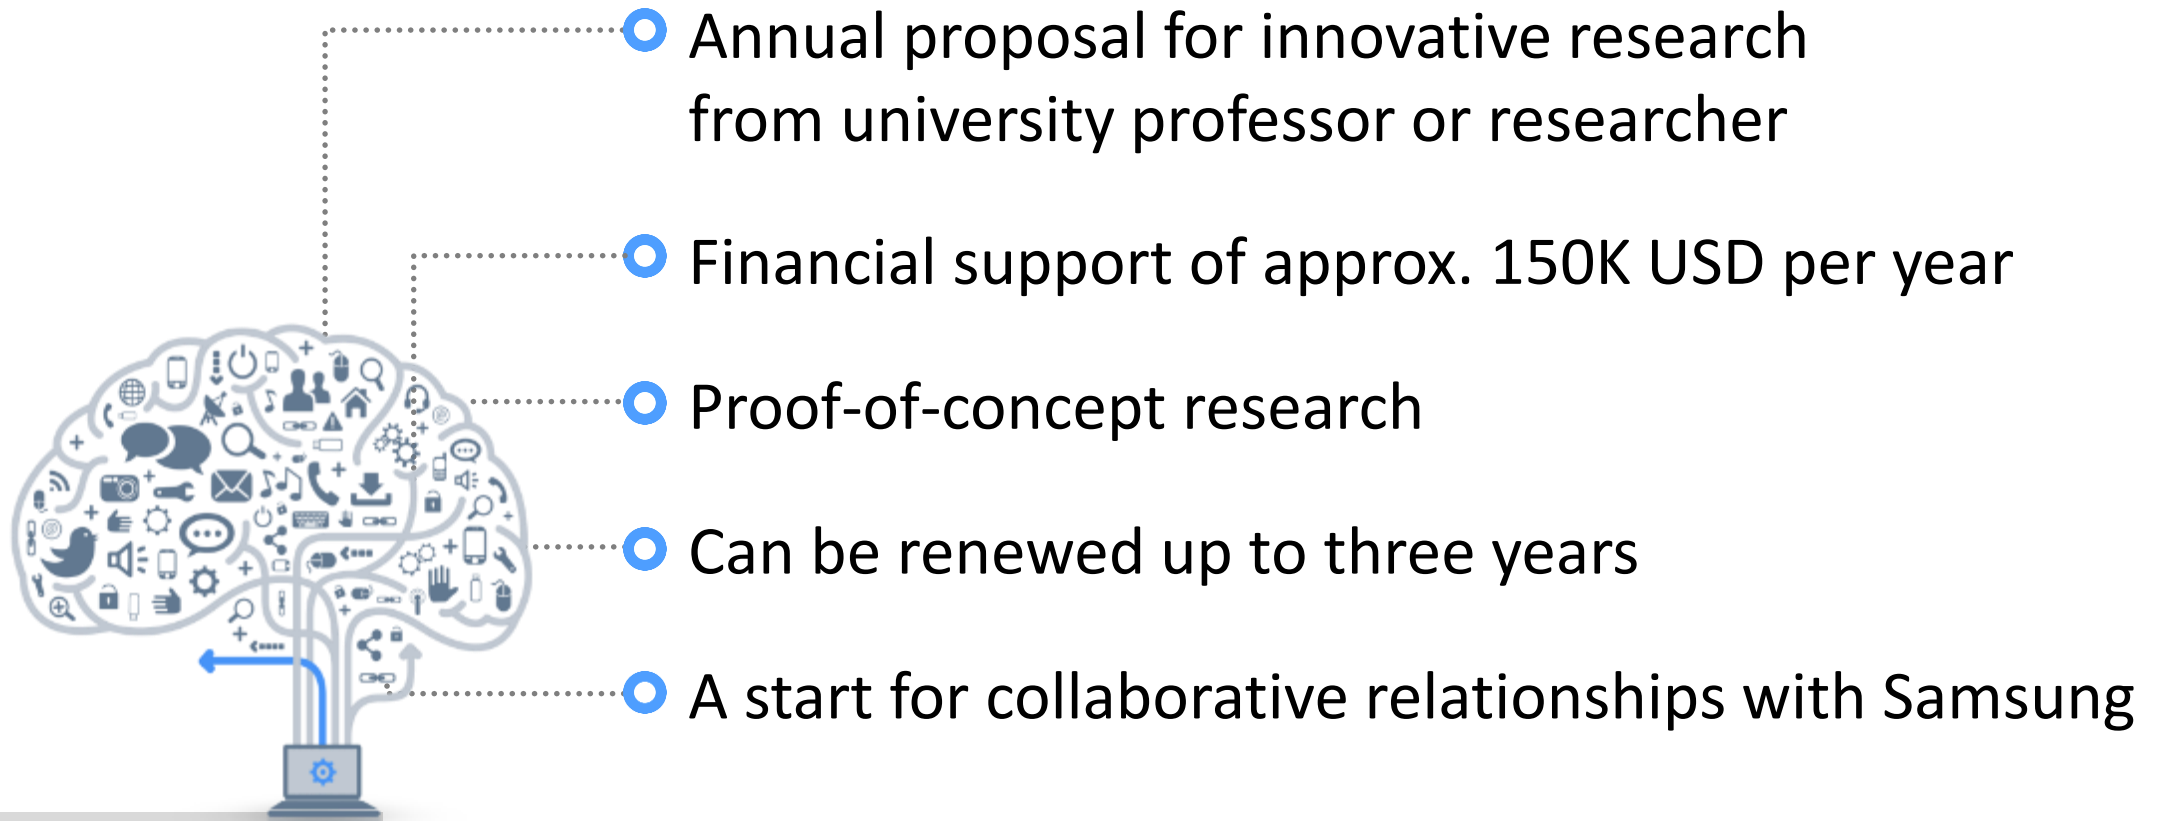 Annual proposal for innovative research
from university professor or researcher
Financial support of approx. 150K USD per year
Proof-of-concept research
Can be renewed up to three years
A start for collaborative relationships with Samsung